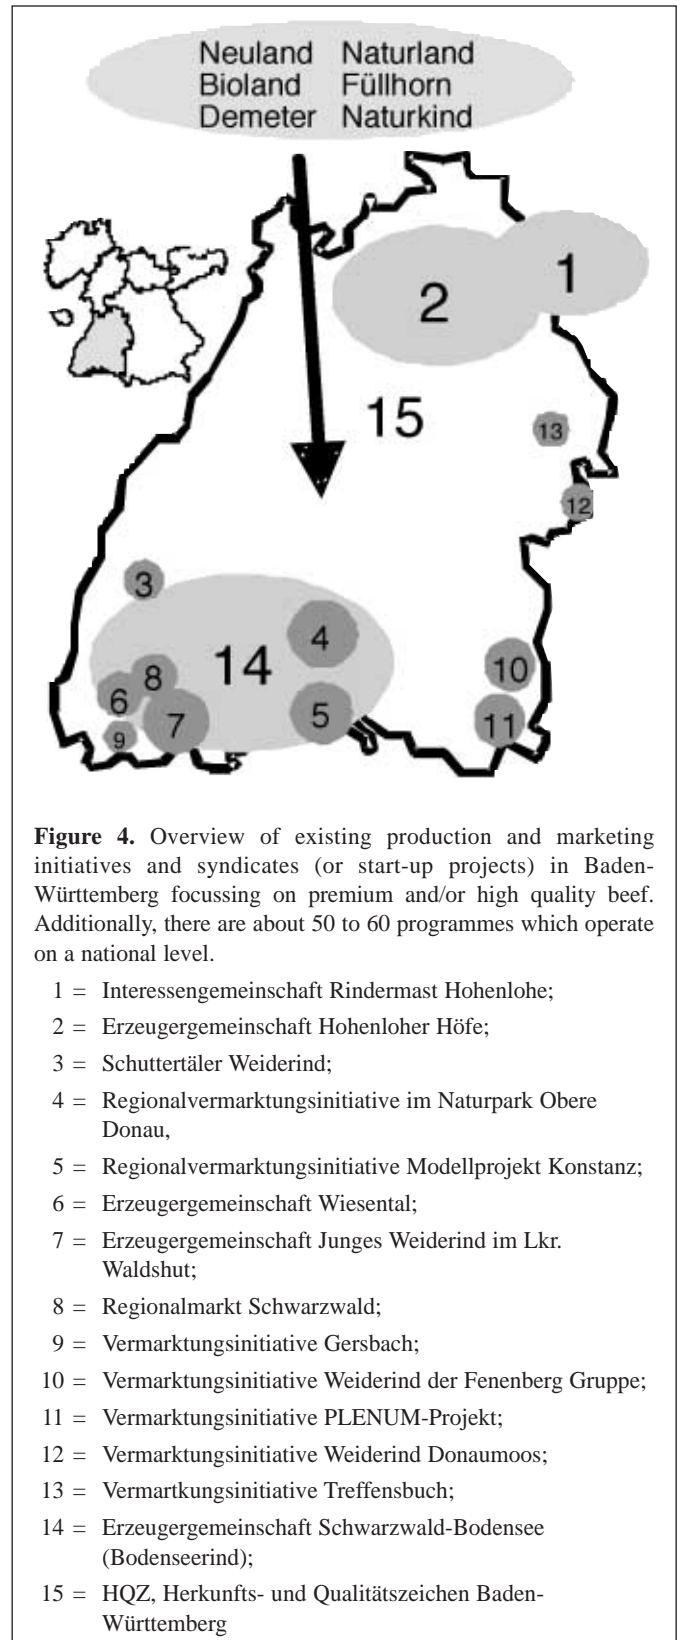 Neuland Naturland
Bioland Füllhorn
Demeter Naturkind
1
2
15
13
12
3
4
14
8
10
6
7
5
11
9
Figure 4. Overview of existing production and marketing
initiatives and syndicates (or start-up projects) in Baden-
Württemberg focussing on premium and/or high quality beef.
Additionally, there are about 50 to 60 programmes which operate
on a national level.
1 = Interessengemeinschaft Rindermast Hohenlohe;
2 = Erzeugergemeinschaft Hohenloher Höfe;
3 = Schuttertäler Weiderind;
4 = Regionalvermarktungsinitiative im Naturpark Obere
Donau,
5 = Regionalvermarktungsinitiative Modellprojekt Konstanz;
6 = Erzeugergemeinschaft Wiesental;
7 = Erzeugergemeinschaft Junges Weiderind im Lkr.
Waldshut;
8 = Regionalmarkt Schwarzwald;
9 = Vermarktungsinitiative Gersbach;
10 = Vermarktungsinitiative Weiderind der Fenenberg Gruppe;
11 = Vermarktungsinitiative PLENUM-Projekt;
12 = Vermarktungsinitiative Weiderind Donaumoos;
13 = Vermartkungsinitiative Treffensbuch;
14 = Erzeugergemeinschaft Schwarzwald-Bodensee
(Bodenseerind);
15 = HQZ, Herkunfts- und Qualitätszeichen Baden-
Württemberg